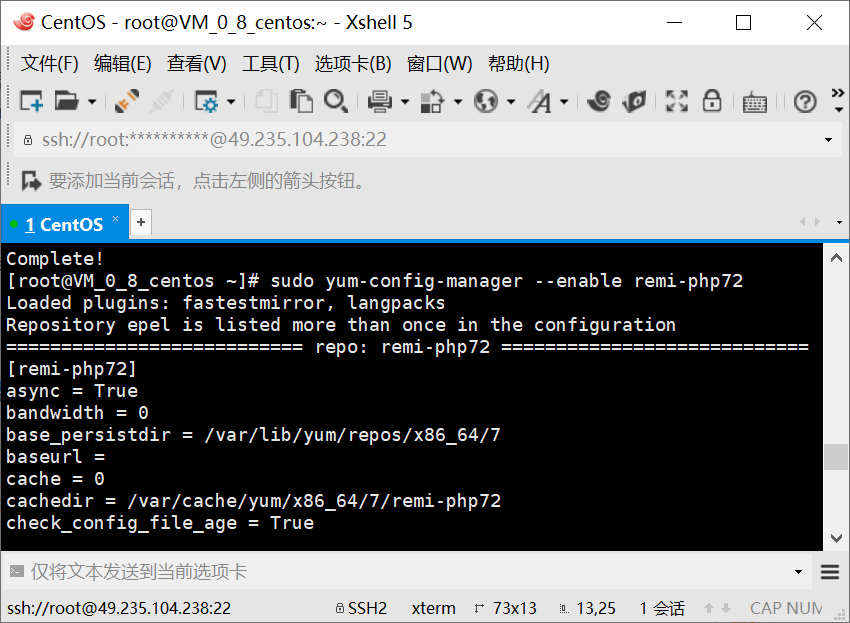 CentOS - root@VM_0_8_centos:~ - Xshell 5
文件(F) 编辑(E) 查看(V) 工具(T) 选项卡(B) 窗口(W) 帮助(H)
ssh://root:**********@49.235.104.238:22
要添加当前会话，点击左侧的箭头按钮。
1 CentOS × +
Complete!
[root@VM_0_8_centos ~]# sudo yum-config-manager --enable remi-php72
Loaded plugins: fastestmirror, langpacks
Repository epel is listed more than once in the configuration
=========================== repo: remi-php72 ============================
[remi-php72]
async = True
bandwidth = 0
base_persistdir = /var/lib/yum/repos/x86_64/7
baseurl =
cache = 0
cachedir = /var/cache/yum/x86_64/7/remi-php72
check_config_file_age = True
仅将文本发送到当前选项卡
ssh://root@49.235.104.238:22 SSH2 xterm 73x13 13,25 1 会话 CAP NUM